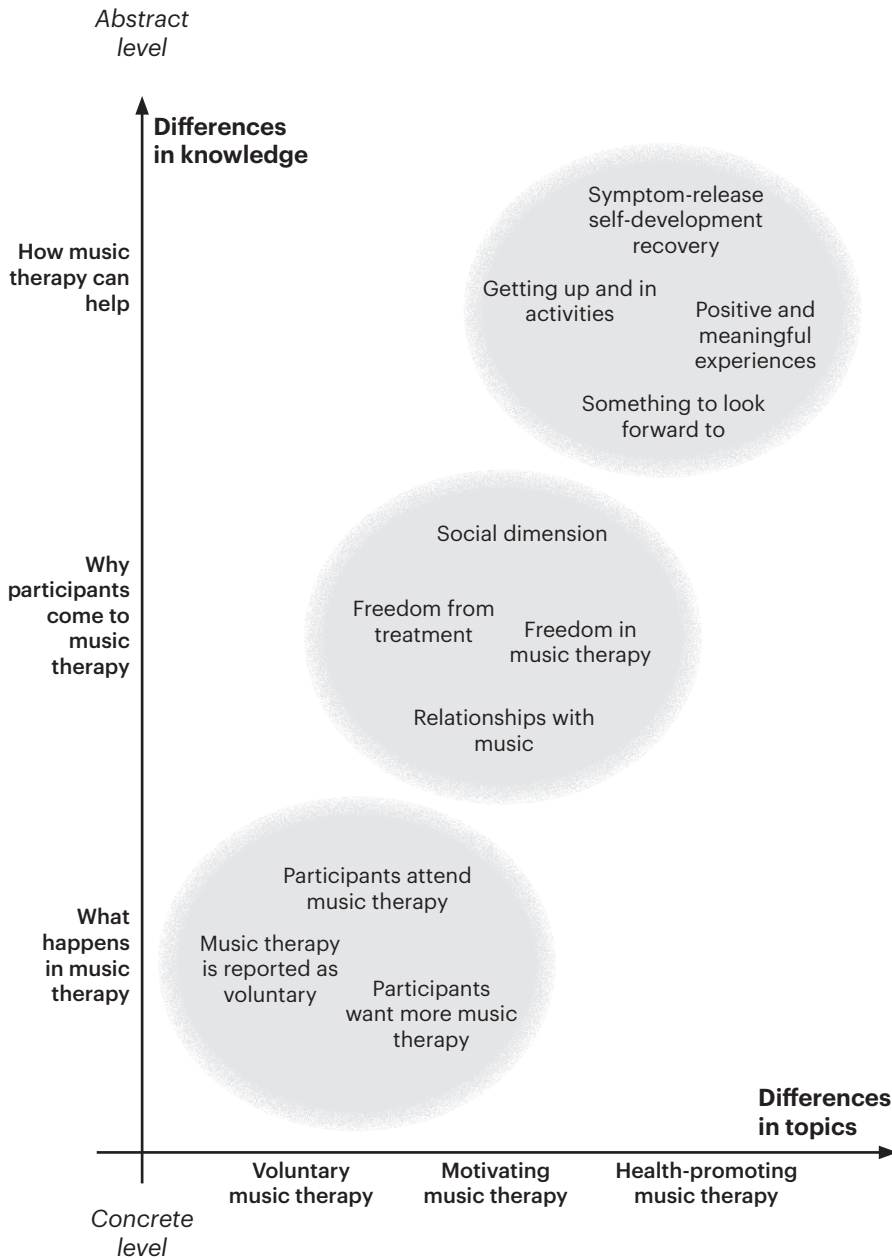 Abstract
level
Differences
in knowledge
How music
therapy can
help
Symptom-release
self-development
recovery
Getting up and in
activities
Positive and
meaningful
experiences
Something to look
forward to
Why
participants
come to
music
therapy
Social dimension
Freedom from
treatment
Freedom in
music therapy
Relationships with
music
What
happens
in music
therapy
Participants attend
music therapy
Music therapy
is reported as
voluntary
Participants
want more music
therapy
Differences
in topics
Voluntary
music therapy
Motivating
music therapy
Health-promoting
music therapy
Concrete
level